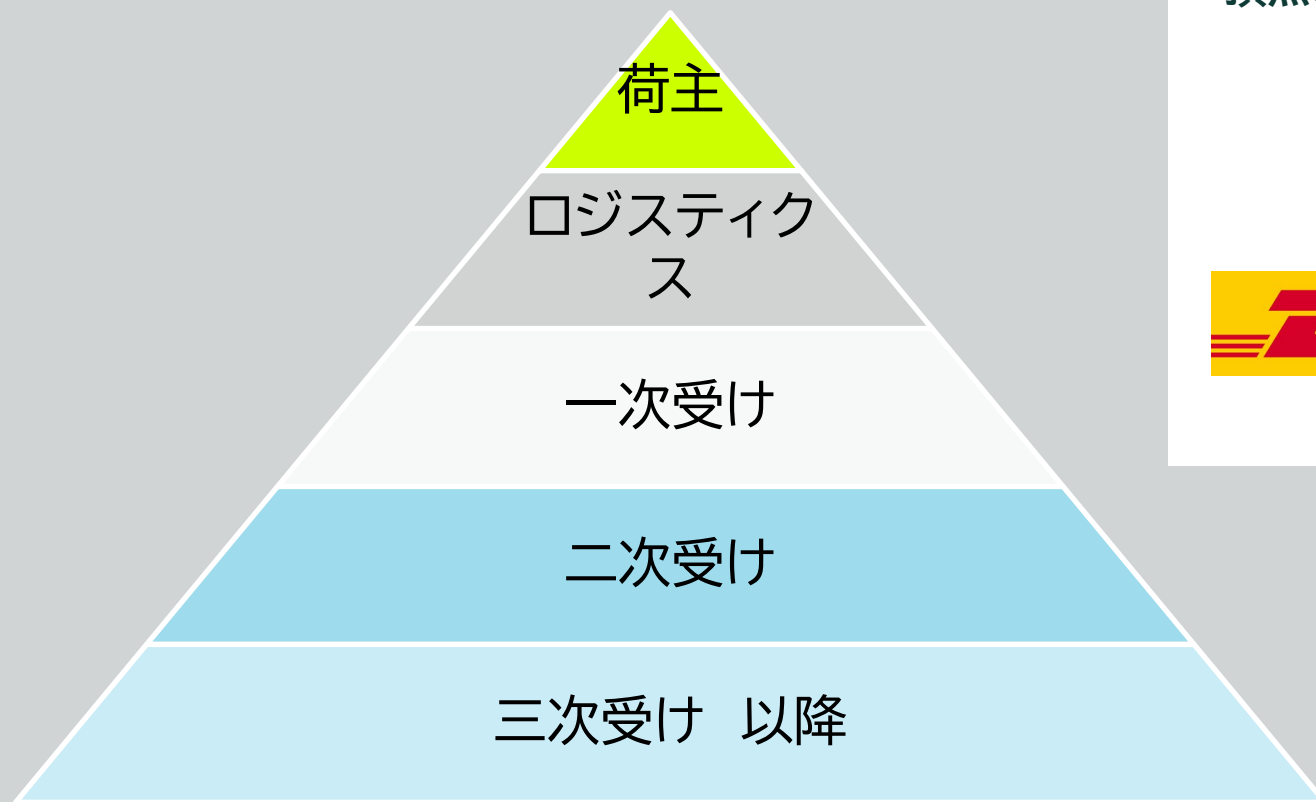 荷主
ロジスティク
ス
一次受け
二次受け
三次受け 以降